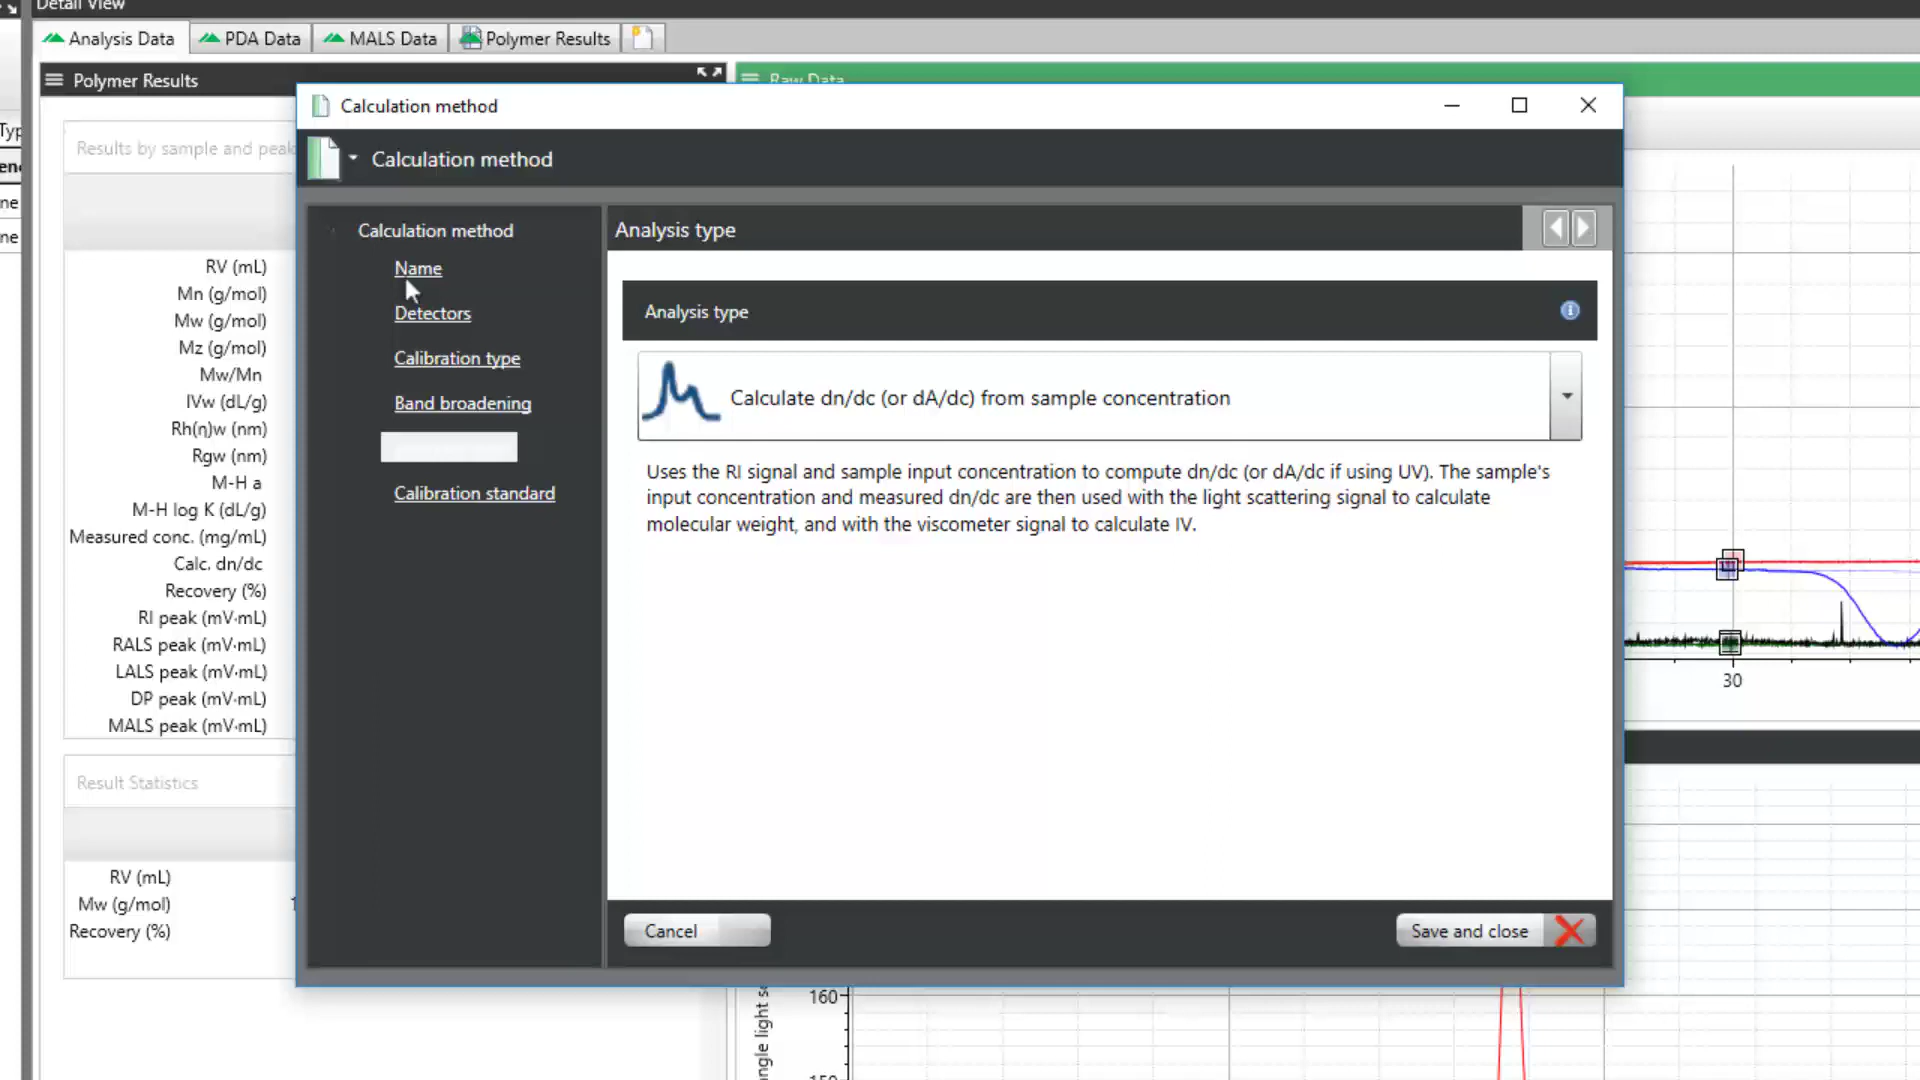 Detail View
Analysis Data
PDA Data
MALS Data
Polymer Results
Polymer Results
Raw Data
Calculation method
Results by sample and peak
Calculation method
Calculation method
Name
Detectors
Calibration type
Band broadening
Calibration standard
Analysis type
Analysis type
Calculate dn/dc (or dA/dc) from sample concentration
Uses the RI signal and sample input concentration to compute dn/dc (or dA/dc if using UV). The sample's
input concentration and measured dn/dc are then used with the light scattering signal to calculate
molecular weight, and with the viscometer signal to calculate IV.
Cancel
Save and close
RV (mL)
Mn (g/mol)
Mw (g/mol)
Mz (g/mol)
Mw/Mn
IVw (dL/g)
Rh(η)w (nm)
Rgw (nm)
M-H a
M-H log K (dL/g)
Measured conc. (mg/mL)
Calc. dn/dc
Recovery (%)
RI peak (mV·mL)
RALS peak (mV·mL)
LALS peak (mV·mL)
DP peak (mV·mL)
MALS peak (mV·mL)
Result Statistics
RV (mL)
Mw (g/mol)
Recovery (%)
30
160
angle light